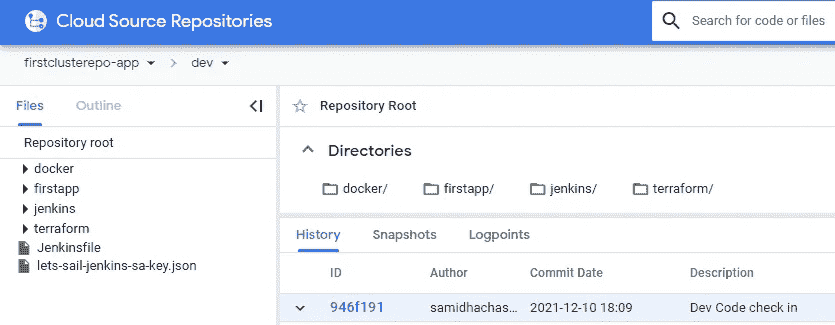 Cloud Source Repositories
Search for code or files
firstclusterepo-app
dev
Files
Outline
Repository root
docker
firstapp
jenkins
terraform
Jenkinsfile
lets-sail-jenkins-sa-key.json
Repository Root
Directories
docker/
firstapp/
jenkins/
terraform/
History
Snapshots
Logpoints
ID
Author
Commit Date
Description
946f191
samidhachas...
2021-12-10 18:09
Dev Code check in